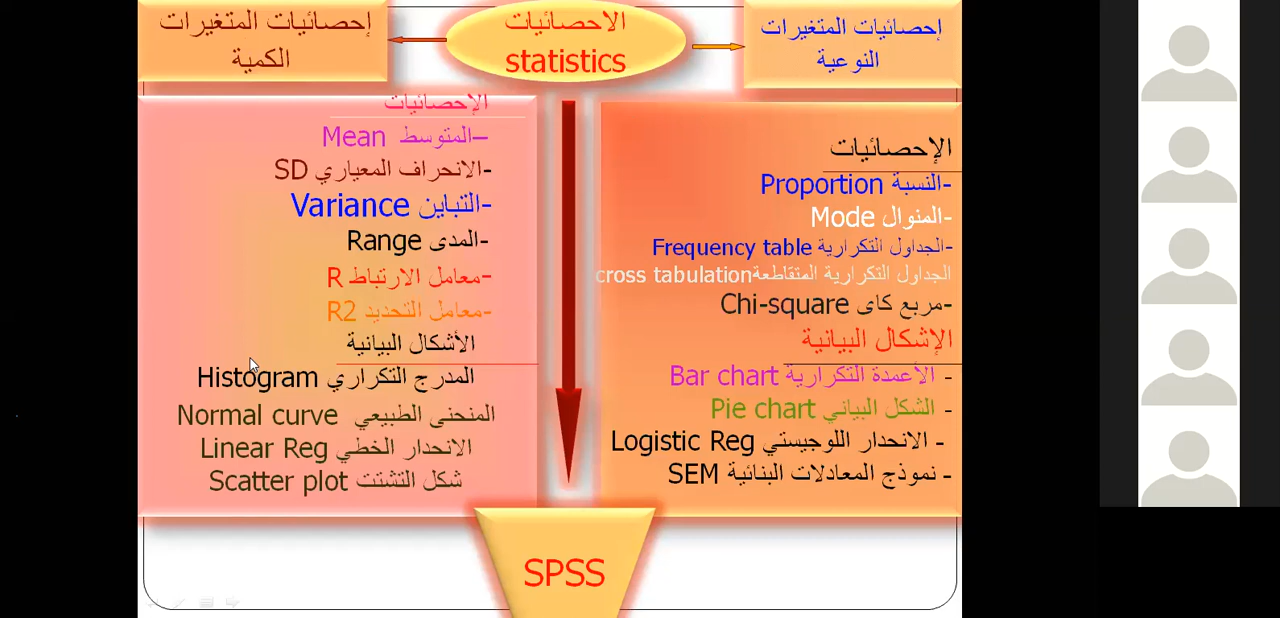 الاحصائيات
statistics
إحصائيات المتغيرات
النوعية
إحصائيات المتغيرات
الكمية
الإحصائيات
-النسبة Proportion
-المنوال Mode
-الجداول التكرارية Frequency table
الجداول التكرارية المتقاطعةcross tabulation
-مربع كاى Chi-square
الإشكال البيانية
- الأعمدة التكرارية Bar chart
- الشكل البياني Pie chart
- الانحدار اللوجيستي Logistic Reg
- نموذج المعادلات البنائية SEM
الإحصائيات
–المتوسط Mean
-الانحراف المعياري SD
-التباين Variance
-المدى Range
-معامل الارتباط R
-معامل التحديد R2
الأشكال البيانية
المدرج التكراري Histogram
المنحنى الطبيعي Normal curve
الانحدار الخطي Linear Reg
شكل التشتت Scatter plot
SPSS